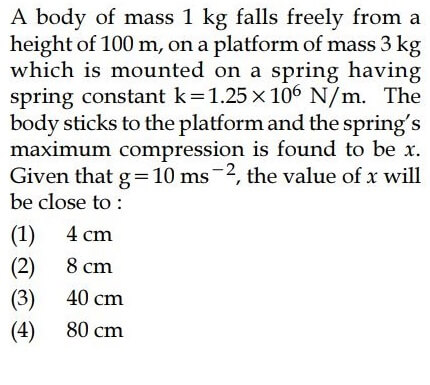 A body of mass 1 kg falls freely from a
height of 100 m, on a platform of mass 3 kg
which is mounted on a spring having
spring constant k=1.25×10⁶ N/m. The
body sticks to the platform and the spring's
maximum compression is found to be x.
Given that g=10 ms⁻², the value of x will
be close to :
(1) 4 cm
(2) 8 cm
(3) 40 cm
(4) 80 cm